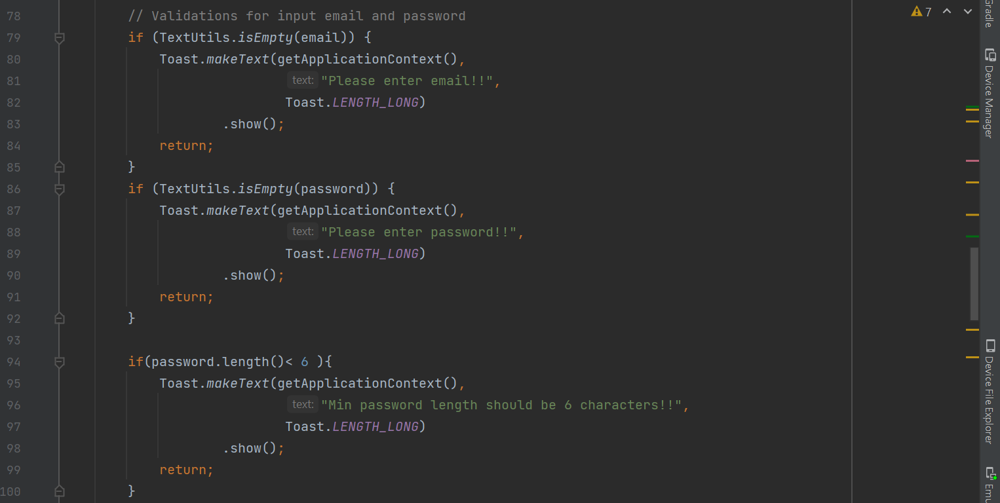 78 // Validations for input email and password
79 if (TextUtils.isEmpty(email)) {
80 Toast.makeText(getApplicationContext(),
81 text: "Please enter email!!",
82 Toast.LENGTH_LONG)
83 .show();
84 return;
85 }
86 if (TextUtils.isEmpty(password)) {
87 Toast.makeText(getApplicationContext(),
88 text: "Please enter password!!",
89 Toast.LENGTH_LONG)
90 .show();
91 return;
92 }
93
94 if(password.length()< 6 ){
95 Toast.makeText(getApplicationContext(),
96 text: "Min password length should be 6 characters!!",
97 Toast.LENGTH_LONG)
98 .show();
99 return;
100 }
7
Gradle
Device Manager
Device File Explorer
Emu